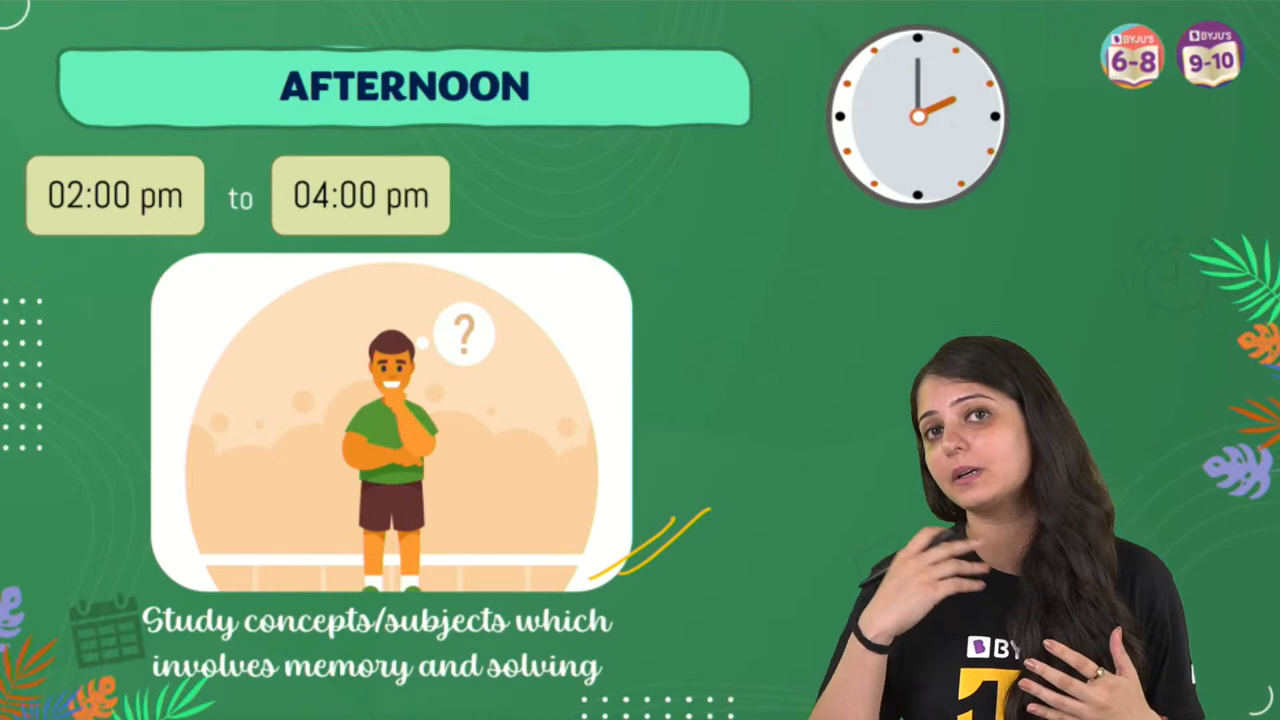 AFTERNOON
BYJU'S
6-8
BYJU'S
9-10
02:00 pm to 04:00 pm
?
Study concepts/subjects which
involves memory and solving
BY